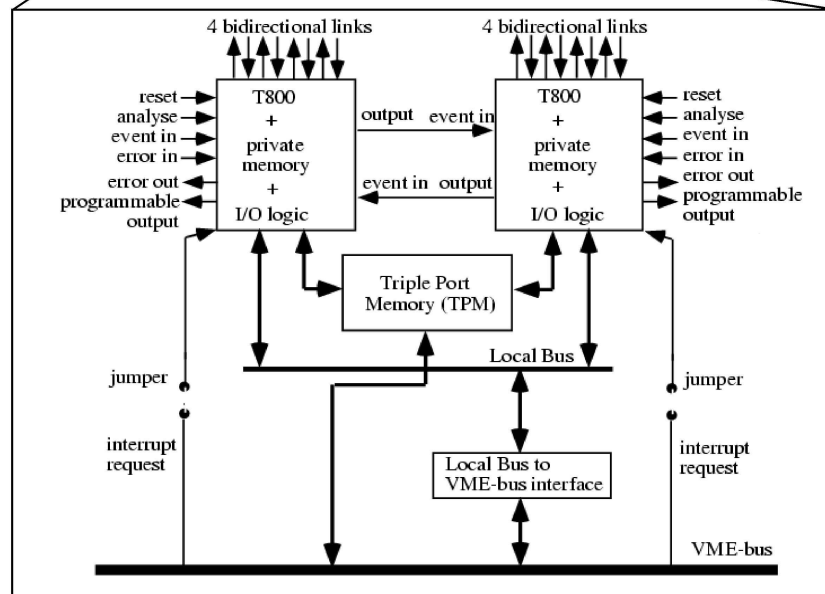 4 bidirectional links
4 bidirectional links
reset
analyse
event in
error in
error out
programmable
output
T800
+
private
memory
+
I/O logic
output
event in
event in
output
T800
+
private
memory
+
I/O logic
reset
analyse
event in
error in
error out
programmable
output
Triple Port
Memory (TPM)
Local Bus
jumper
jumper
interrupt
request
Local Bus to
VME-bus interface
interrupt
request
VME-bus